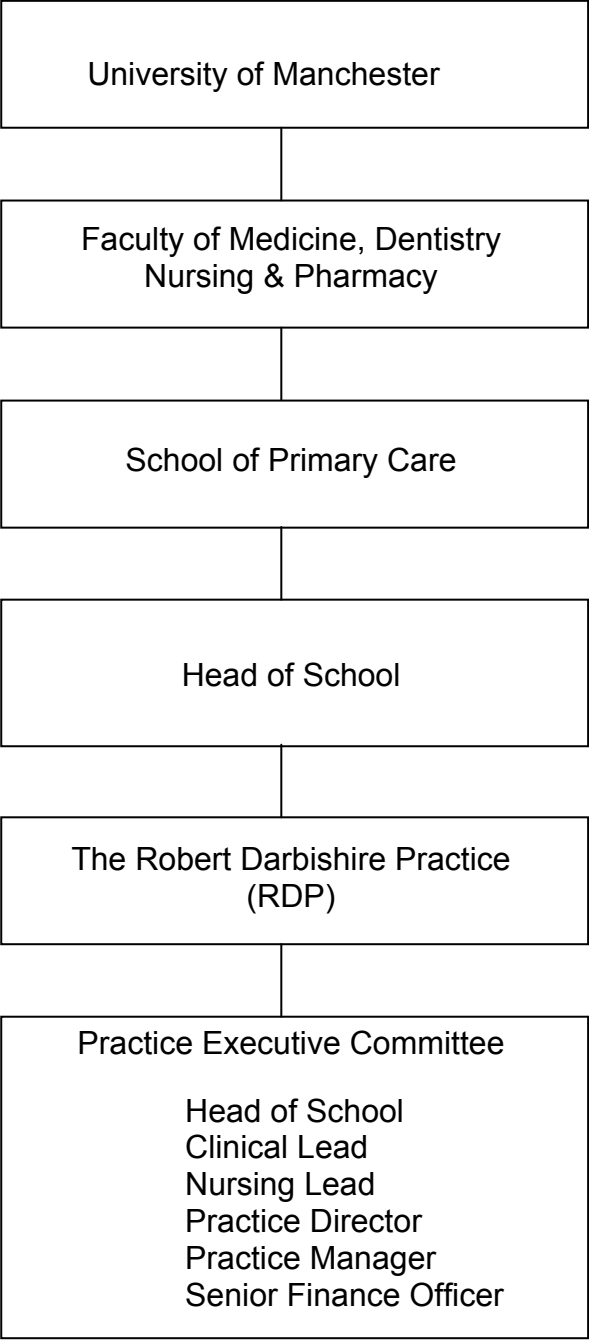 University of Manchester
Faculty of Medicine, Dentistry
Nursing & Pharmacy
School of Primary Care
Head of School
The Robert Darbishire Practice
(RDP)
Practice Executive Committee
Head of School
Clinical Lead
Nursing Lead
Practice Director
Practice Manager
Senior Finance Officer